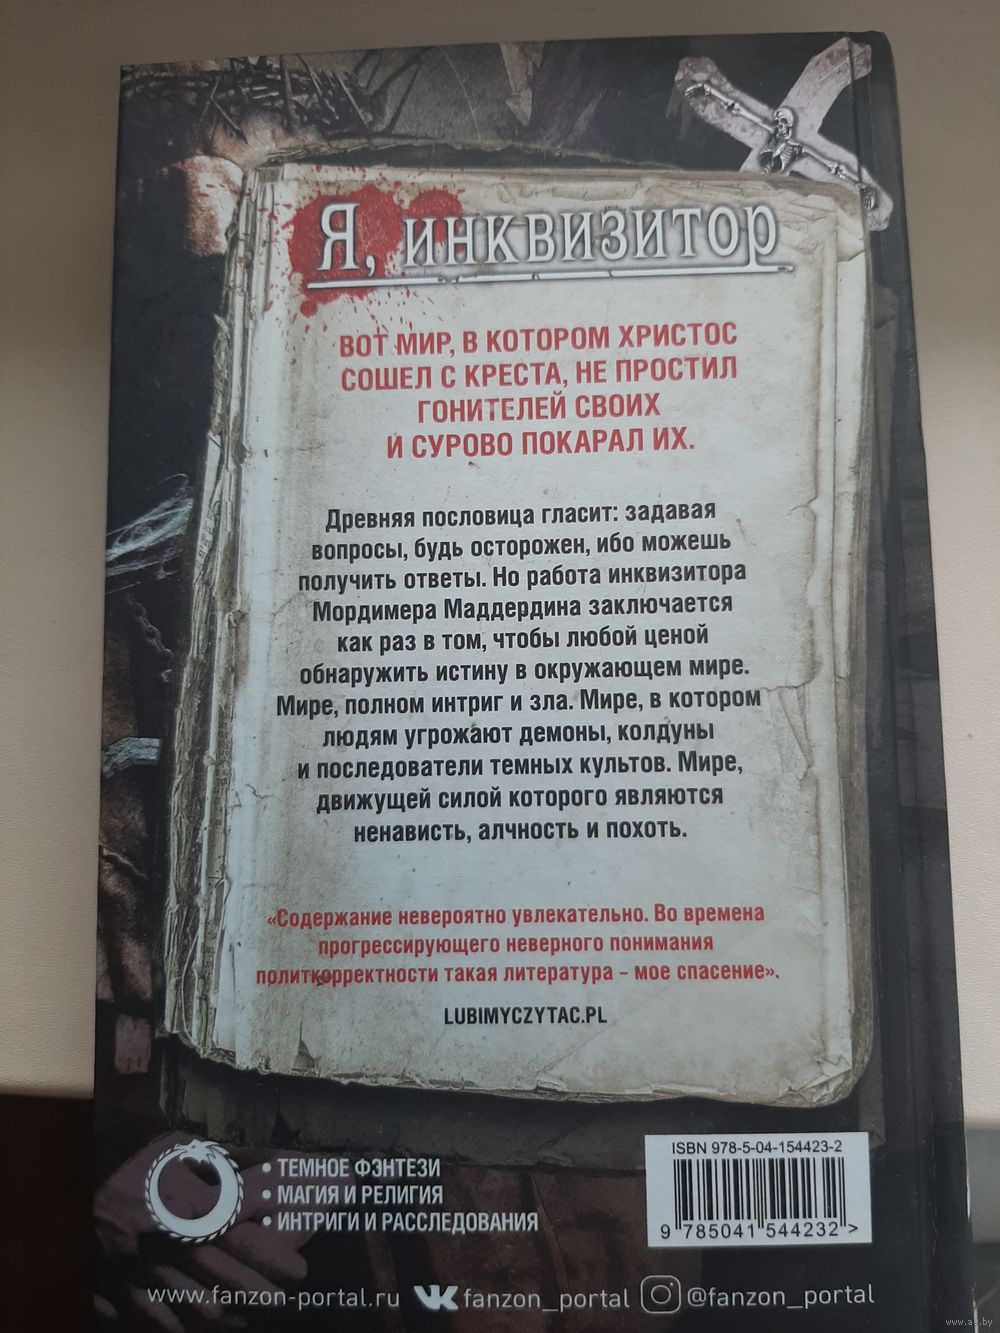 Я, инквизитор
ВОТ МИР, В КОТОРОМ ХРИСТОС
СОШЕЛ С КРЕСТА, НЕ ПРОСТИЛ
ГОНИТЕЛЕЙ СВОИХ
И СУРОВО ПОКАРАЛ ИХ.
Древняя пословица гласит: задавая
вопросы, будь осторожен, ибо можешь
получить ответы. Но работа инквизитора
Мордимера Маддердина заключается
как раз в том, чтобы любой ценой
обнаружить истину в окружающем мире.
Мире, полном интриг и зла. Мире, в котором
людям угрожают демоны, колдуны
и последователи темных культов. Мире,
движущей силой которого являются
ненависть, алчность и похоть.
«Содержание невероятно увлекательно. Во времена
прогрессирующего неверного понимания
политкорректности такая литература – мое спасение».
LUBIMYCZYTAC.PL
• ТЕМНОЕ ФЭНТЕЗИ
• МАГИЯ И РЕЛИГИЯ
• ИНТРИГИ И РАССЛЕДОВАНИЯ
ISBN 978-5-04-154423-2
9 785041 544232 >
www.fanzon-portal.ru fanzon_portal @fanzon_portal